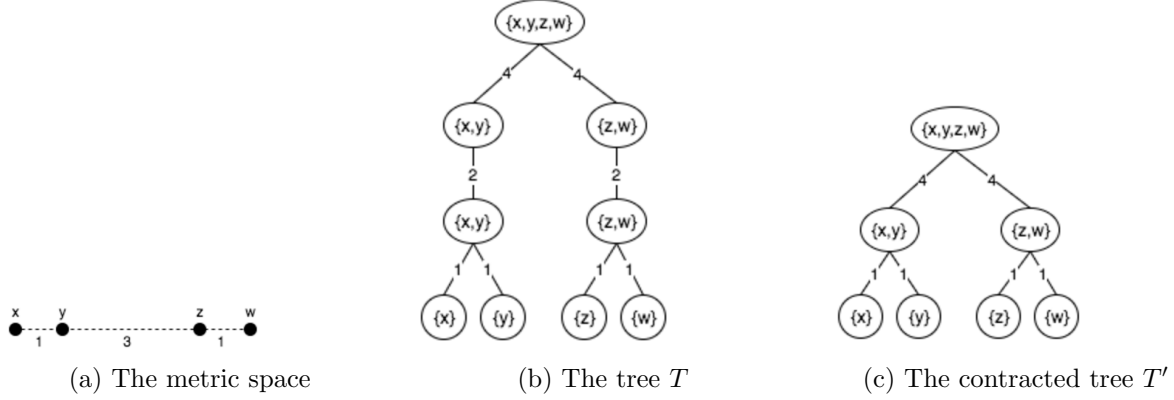 x y z w
1 3 1
(a) The metric space
{x,y,z,w}
4 4
{x,y} {z,w}
2 2
{x,y} {z,w}
1 1 1 1
{x} {y} {z} {w}
(b) The tree T
{x,y,z,w}
4 4
{x,y} {z,w}
1 1 1 1
{x} {y} {z} {w}
(c) The contracted tree T′